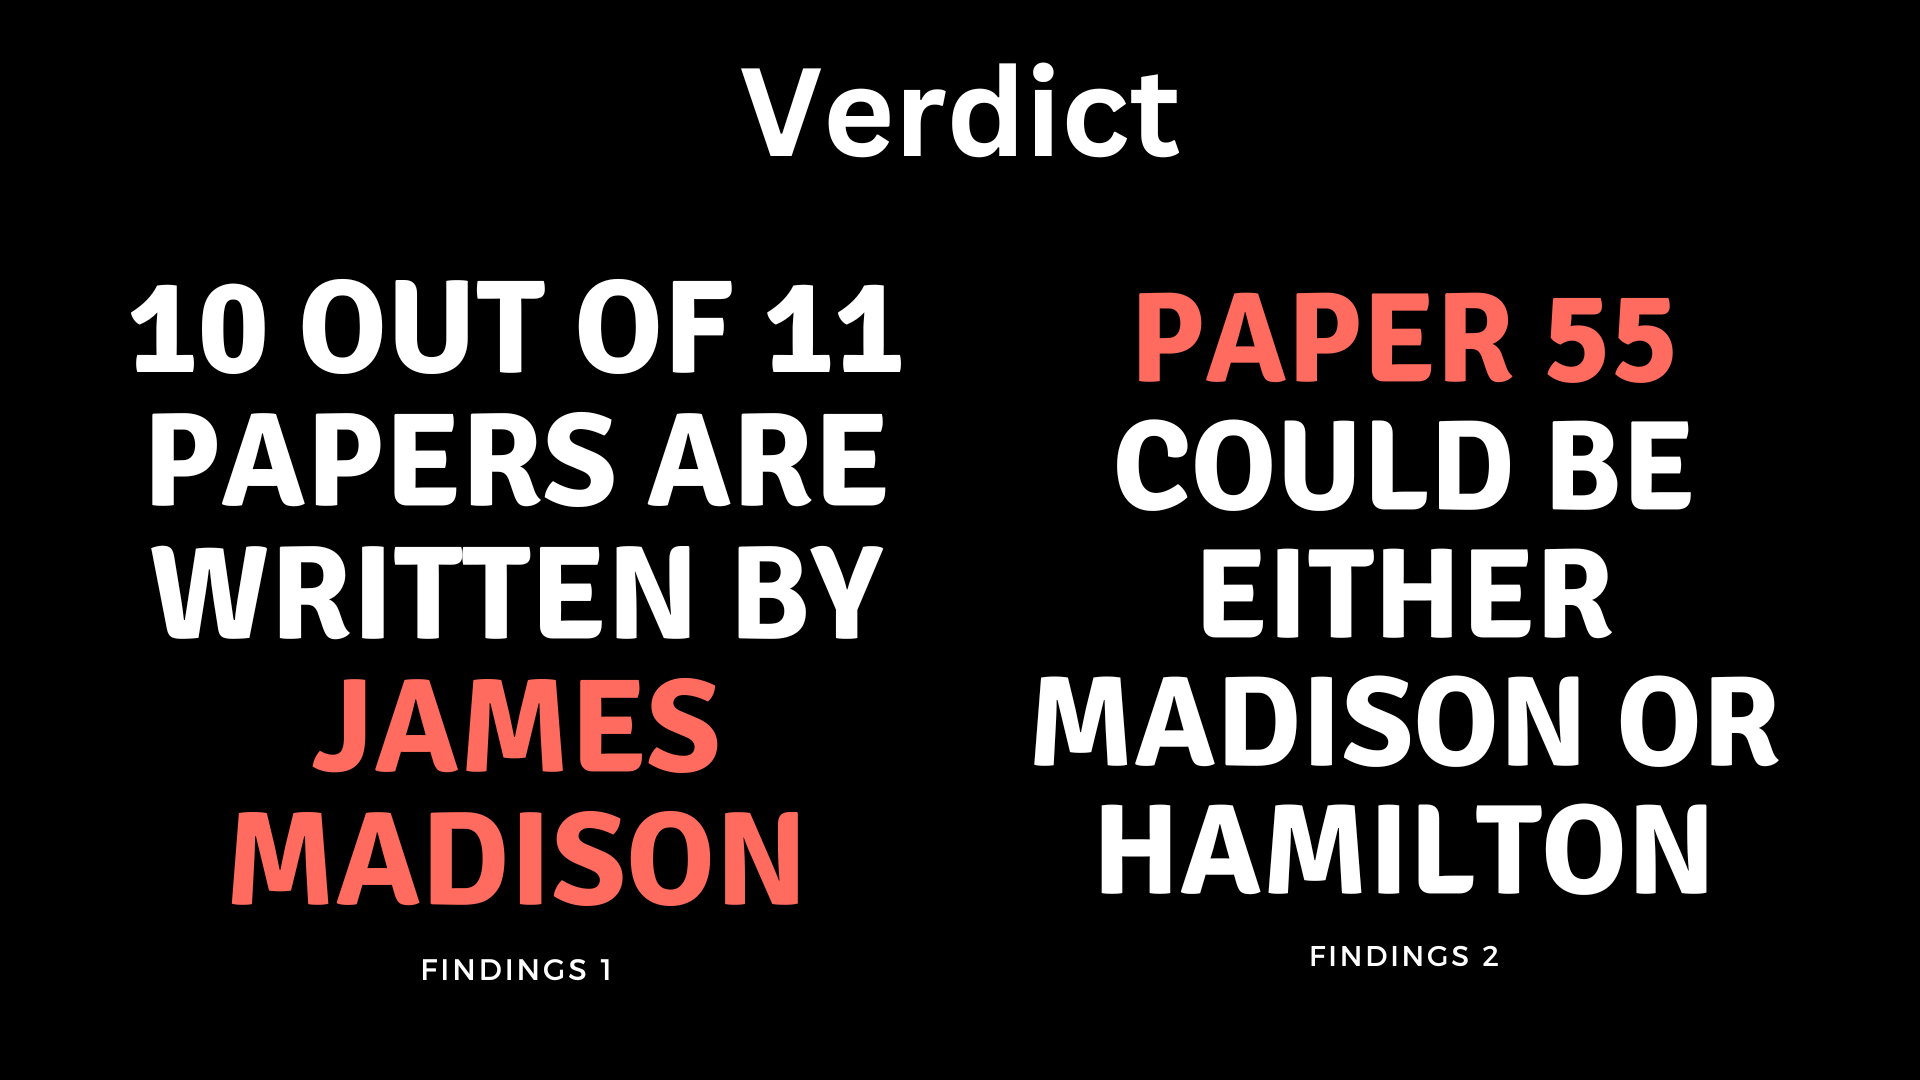 Verdict
10 OUT OF 11
PAPERS ARE
WRITTEN BY
JAMES
MADISON
FINDINGS 1
PAPER 55
COULD BE
EITHER
MADISON OR
HAMILTON
FINDINGS 2